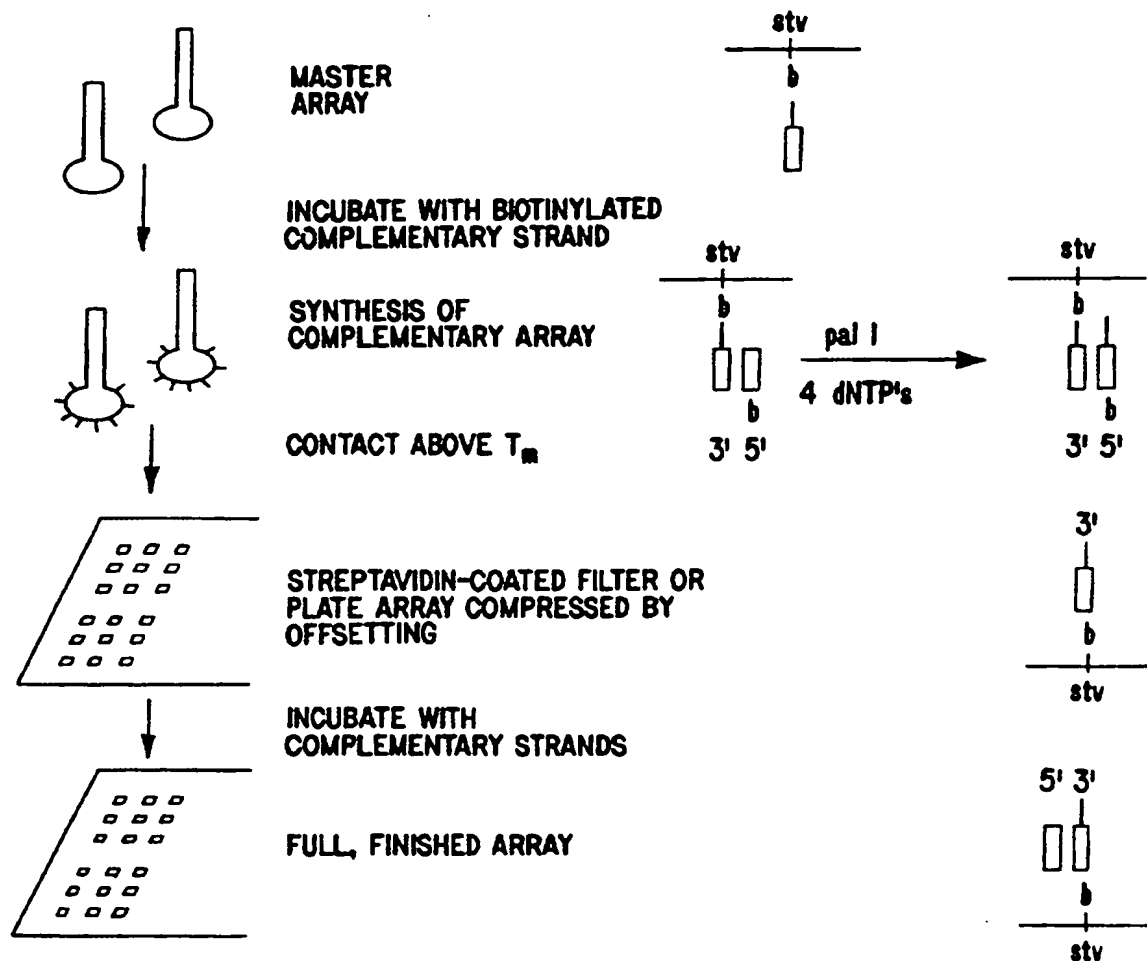 stv
b
MASTER
ARRAY
INCUBATE WITH BIOTINYLATED
COMPLEMENTARY STRAND
stv
b
b
3' 5'
SYNTHESIS OF
COMPLEMENTARY ARRAY
pal I
4 dNTP's
stv
b
b
3' 5'
CONTACT ABOVE Tm
STREPTAVIDIN-COATED FILTER OR
PLATE ARRAY COMPRESSED BY
OFFSETTING
3'
b
stv
INCUBATE WITH
COMPLEMENTARY STRANDS
FULL, FINISHED ARRAY
5' 3'
b
stv